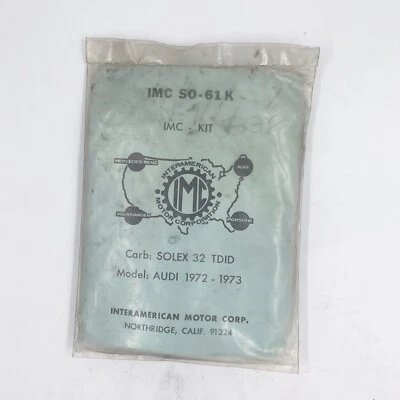 IMC SO-61K
IMC - KIT
MERCEDES-BENZ
AUDI
INTERAMERICAN
IMC
MOTOR CORPORATION
VOLKSWAGEN
PORSCHE
Carb: SOLEX 32 TDID
Model: AUDI 1972 - 1973
INTERAMERICAN MOTOR CORP.
NORTHRIDGE, CALIF. 91324